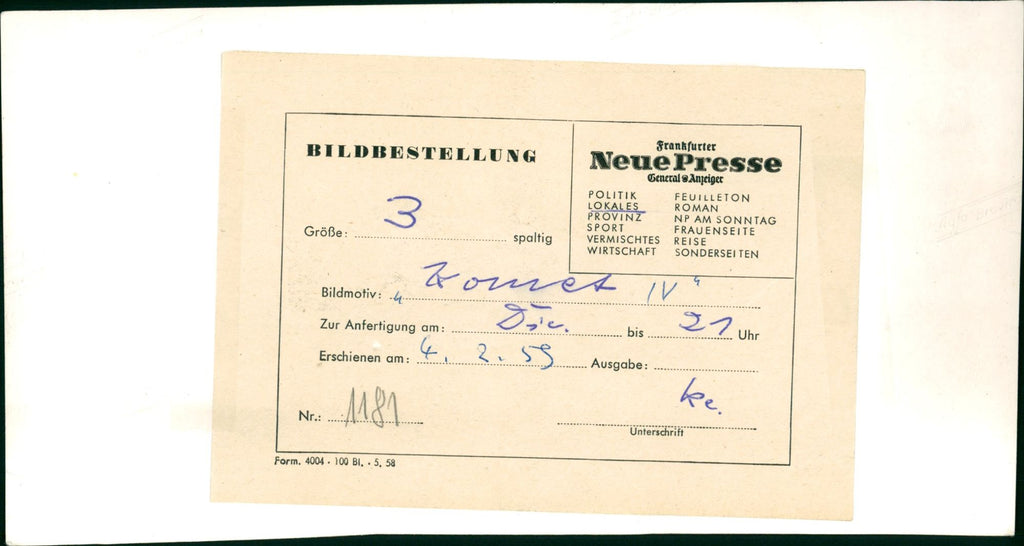 BILDBESTELLUNG
Frankfurter
Neue Presse
General Anzeiger
POLITIK FEUILLETON
LOKALES ROMAN
PROVINZ NP AM SONNTAG
SPORT FRAUENSEITE
VERMISCHTES REISE
WIRTSCHAFT SONDERSEITEN
Größe: 3 spaltig
Bildmotiv: „Komet IV"
Zur Anfertigung am: bis 21 Uhr
Erschienen am: 4. 2. 59 Ausgabe:
ke.
Nr.: 1181
Unterschrift
Form. 4004 · 100 Bl. · 5. 58